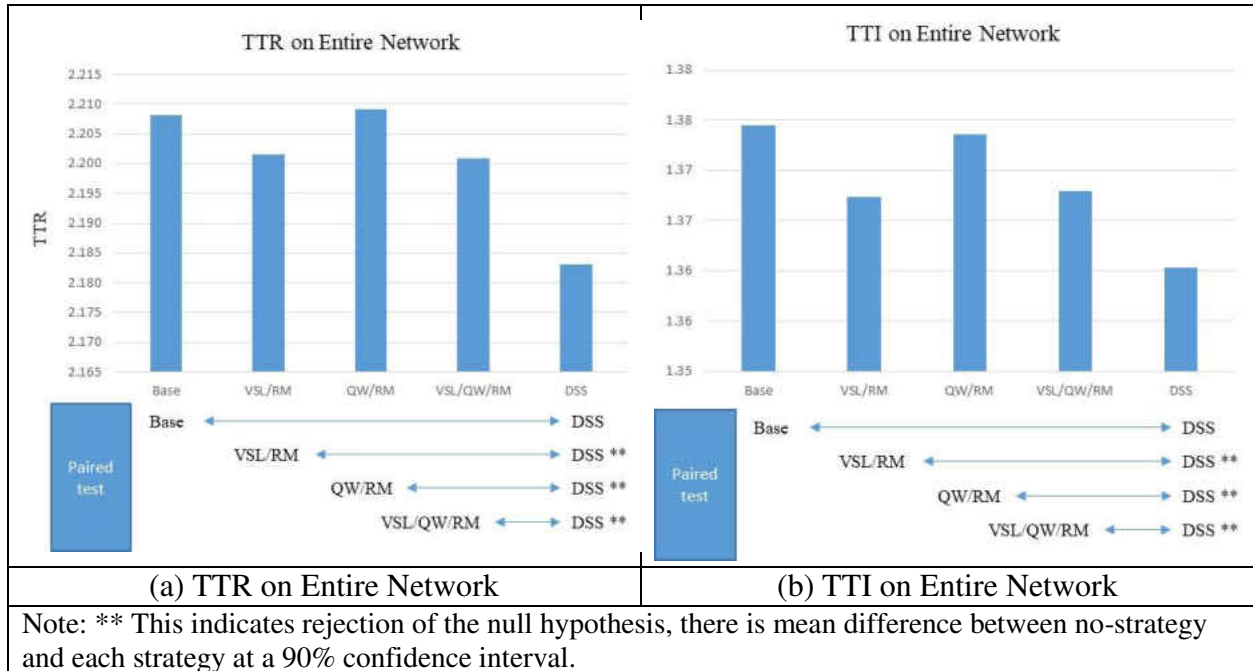 TTR on Entire Network
2.215
2.210
2.205
2.200
2.195
2.190
2.185
2.180
2.175
2.170
2.165
TTR
Base VSL/RM QW/RM VSL/QW/RM DSS
Paired
test
Base DSS
VSL/RM DSS **
QW/RM DSS **
VSL/QW/RM DSS **
(a) TTR on Entire Network
TTI on Entire Network
1.38
1.38
1.37
1.37
1.36
1.36
1.35
Base VSL/RM QW/RM VSL/QW/RM DSS
Paired
test
Base DSS
VSL/RM DSS **
QW/RM DSS **
VSL/QW/RM DSS **
(b) TTI on Entire Network
Note: ** This indicates rejection of the null hypothesis, there is mean difference between no-strategy
and each strategy at a 90% confidence interval.